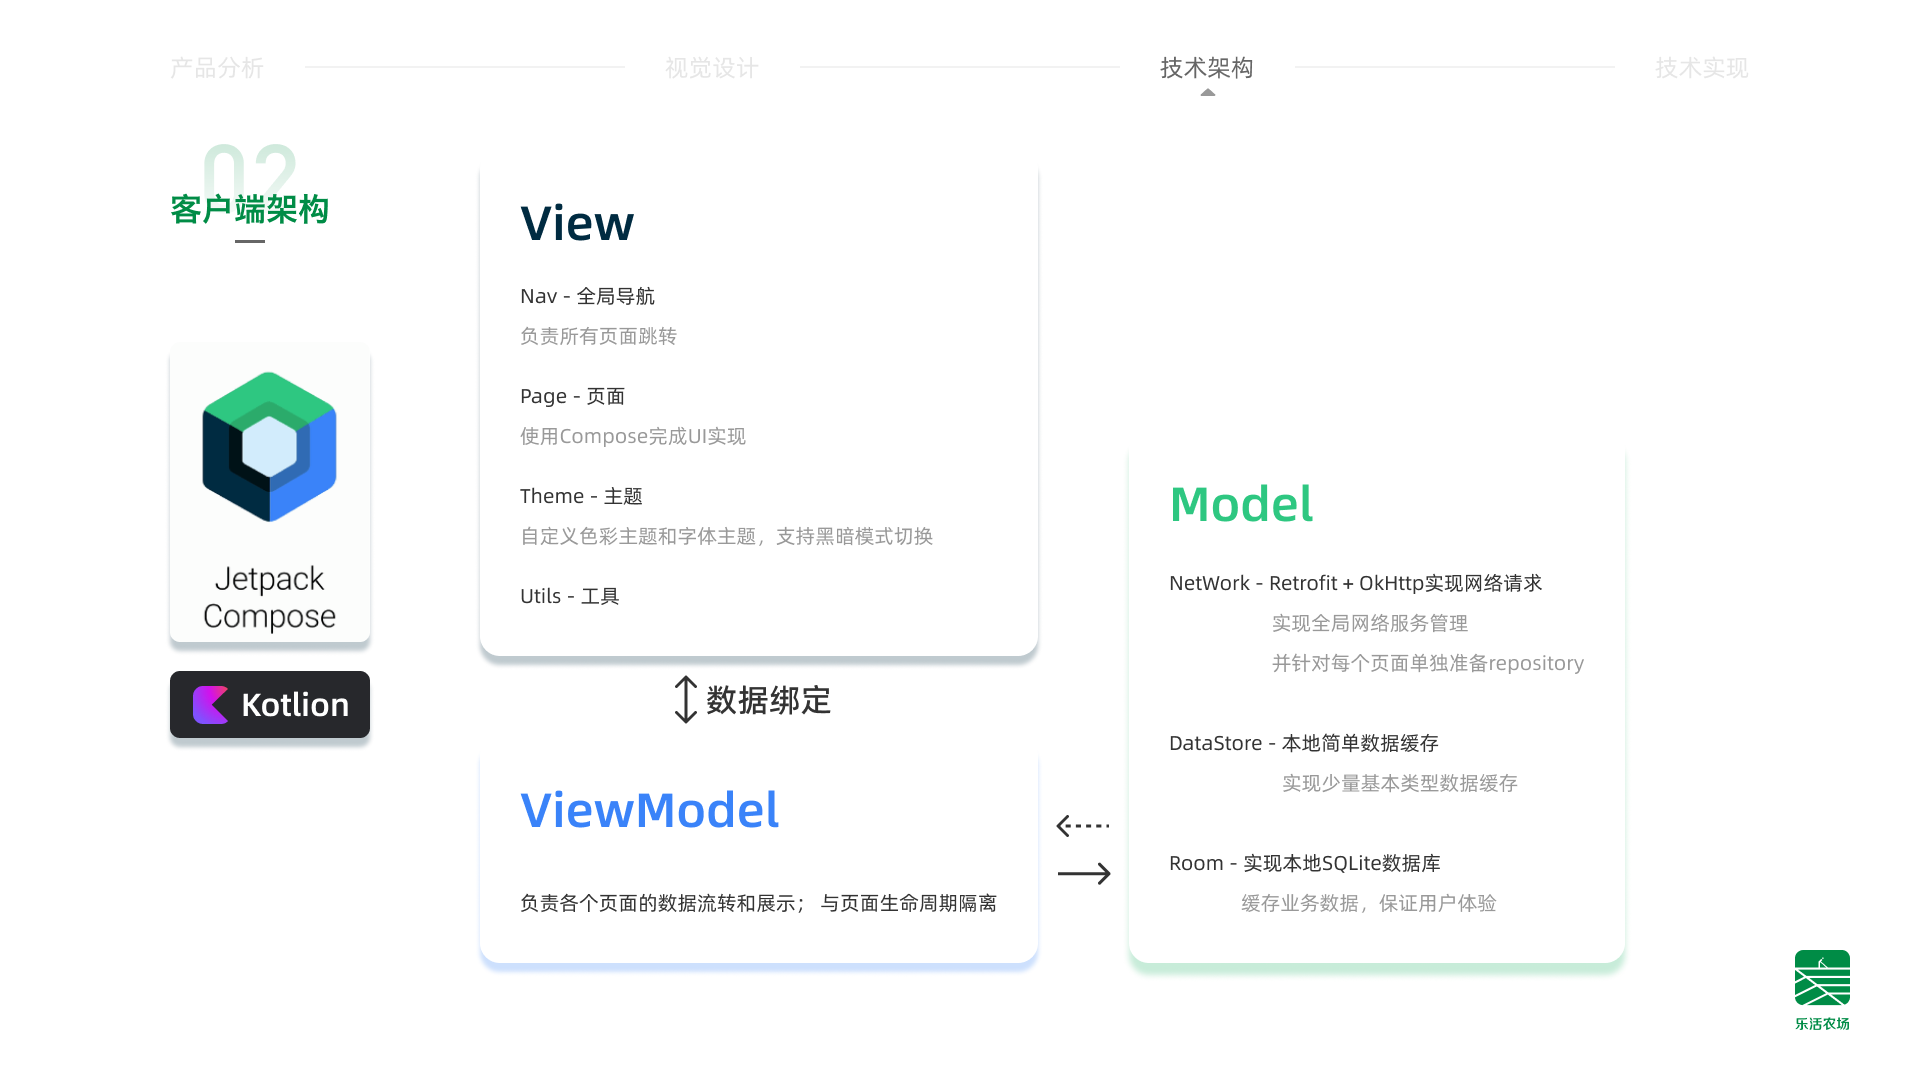 产品分析
视觉设计
技术架构
技术实现
02
客户端架构
Jetpack
Compose
Kotlion
View
Nav - 全局导航
负责所有页面跳转
Page - 页面
使用Compose完成UI实现
Theme - 主题
自定义色彩主题和字体主题，支持黑暗模式切换
Utils - 工具
数据绑定
ViewModel
负责各个页面的数据流转和展示； 与页面生命周期隔离
Model
NetWork - Retrofit + OkHttp实现网络请求
实现全局网络服务管理
并针对每个页面单独准备repository
DataStore - 本地简单数据缓存
实现少量基本类型数据缓存
Room - 实现本地SQLite数据库
缓存业务数据，保证用户体验
乐活农场